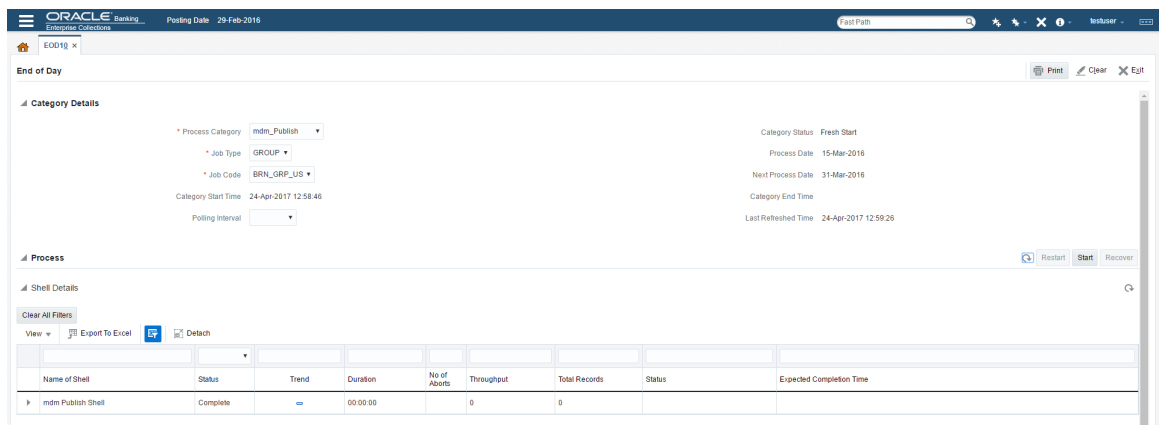 ORACLE Banking Posting Date 29-Feb-2016 Fast Path testuser
Enterprise Collections
EOD10 ×
End of Day Print Clear Exit
Category Details
* Process Category mdm_Publish Category Status Fresh Start
* Job Type GROUP Process Date 15-Mar-2016
* Job Code BRN_GRP_US Next Process Date 31-Mar-2016
Category Start Time 24-Apr-2017 12:58:46 Category End Time
Polling Interval Last Refreshed Time 24-Apr-2017 12:59:26
Process Restart Start Recover
Shell Details
Clear All Filters
View Export To Excel Detach
Name of Shell Status Trend Duration No of Aborts Throughput Total Records Status Expected Completion Time
mdm Publish Shell Complete 00:00:00 0 0